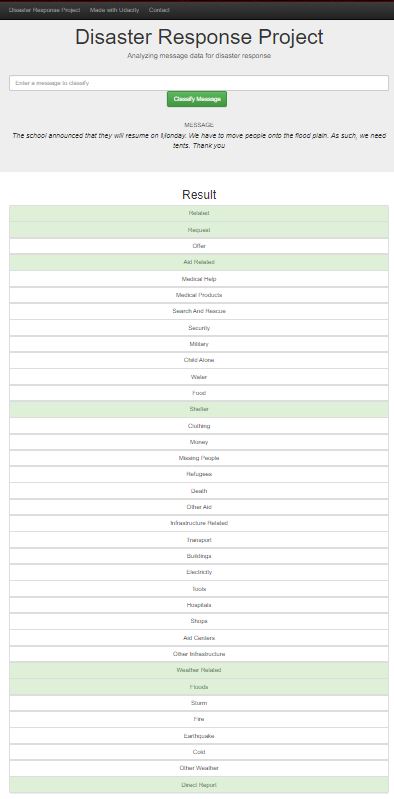 Disaster Response Project Made with Udacity Contact
Disaster Response Project
Analyzing message data for disaster response
Enter a message to classify
Classify Message
MESSAGE
The school announced that they will resume on Monday. We have to move people onto the flood plain. As such, we need
tents. Thank you
Result
Related
Request
Offer
Aid Related
Medical Help
Medical Products
Search And Rescue
Security
Military
Child Alone
Water
Food
Shelter
Clothing
Money
Missing People
Refugees
Death
Other Aid
Infrastructure Related
Transport
Buildings
Electricity
Tools
Hospitals
Shops
Aid Centers
Other Infrastructure
Weather Related
Floods
Storm
Fire
Earthquake
Cold
Other Weather
Direct Report